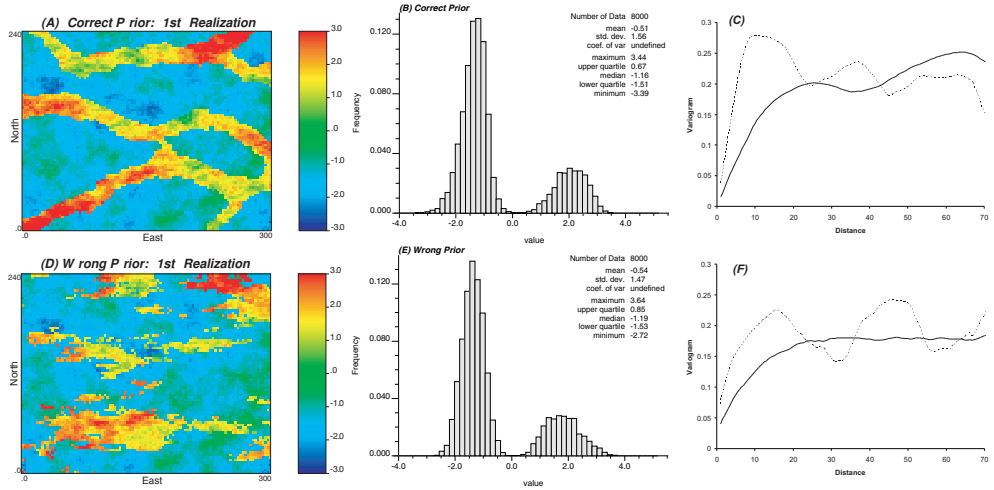 (A) Correct P rior: 1st Realization
240
North
.0
.0
East
300
3.0
2.0
1.0
.0
-1.0
-2.0
-3.0
(B) Correct Prior
Frequency
0.120
0.080
0.040
0.000
-4.0 -2.0 0.0 2.0 4.0
value
Number of Data 8000
mean -0.51
std. dev. 1.56
coef. of var undefined
maximum 3.44
upper quartile 0.67
median -1.16
lower quartile -1.51
minimum -3.39
(C)
Variogram
0.3
0.25
0.2
0.15
0.1
0.05
0
0 10 20 30 40 50 60 70
Distance
(D) W rong P rior: 1st Realization
240
North
.0
.0
East
300
3.0
2.0
1.0
.0
-1.0
-2.0
-3.0
(E) Wrong Prior
Frequency
0.120
0.080
0.040
0.000
-4.0 -2.0 0.0 2.0 4.0
value
Number of Data 8000
mean -0.54
std. dev. 1.47
coef. of var undefined
maximum 3.64
upper quartile 0.85
median -1.19
lower quartile -1.53
minimum -2.72
(F)
Variogram
0.3
0.25
0.2
0.15
0.1
0.05
0
0 10 20 30 40 50 60 70
Distance